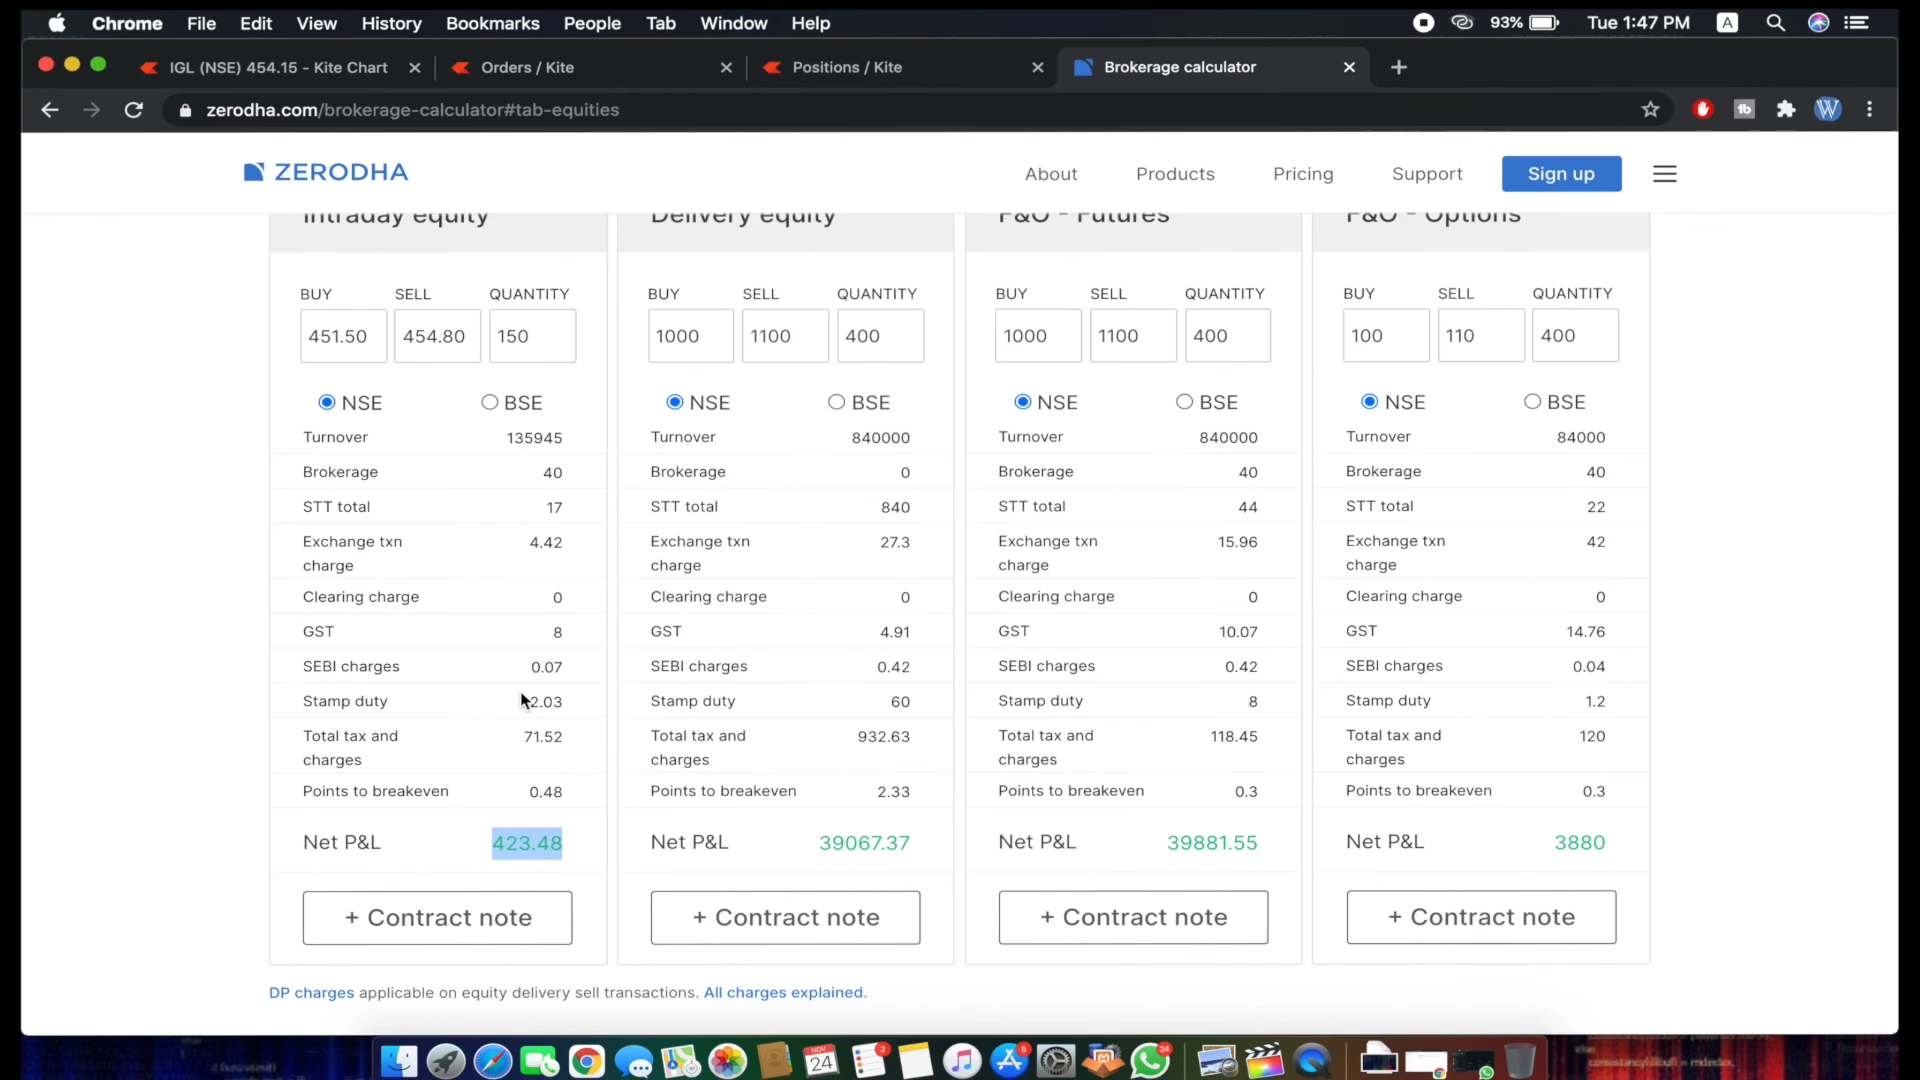 Chrome File Edit View History Bookmarks People Tab Window Help 93% Tue 1:47 PM A
IGL (NSE) 454.15 - Kite Chart Orders / Kite Positions / Kite Brokerage calculator
zerodha.com/brokerage-calculator#tab-equities tb W
ZERODHA About Products Pricing Support Sign up
Intraday equity Delivery equity F&O - Futures F&O - Options
BUY SELL QUANTITY BUY SELL QUANTITY BUY SELL QUANTITY BUY SELL QUANTITY
451.50 454.80 150 1000 1100 400 1000 1100 400 100 110 400
NSE BSE NSE BSE NSE BSE NSE BSE
Turnover 135945 Turnover 840000 Turnover 840000 Turnover 84000
Brokerage 40 Brokerage 0 Brokerage 40 Brokerage 40
STT total 17 STT total 840 STT total 44 STT total 22
Exchange txn 4.42 Exchange txn 27.3 Exchange txn 15.96 Exchange txn 42
charge charge charge charge
Clearing charge 0 Clearing charge 0 Clearing charge 0 Clearing charge 0
GST 8 GST 4.91 GST 10.07 GST 14.76
SEBI charges 0.07 SEBI charges 0.42 SEBI charges 0.42 SEBI charges 0.04
Stamp duty 2.03 Stamp duty 60 Stamp duty 8 Stamp duty 1.2
Total tax and 71.52 Total tax and 932.63 Total tax and 118.45 Total tax and 120
charges charges charges charges
Points to breakeven 0.48 Points to breakeven 2.33 Points to breakeven 0.3 Points to breakeven 0.3
Net P&L 423.48 Net P&L 39067.37 Net P&L 39881.55 Net P&L 3880
+ Contract note + Contract note + Contract note + Contract note
DP charges applicable on equity delivery sell transactions. All charges explained.
NOV 24 2 5 24